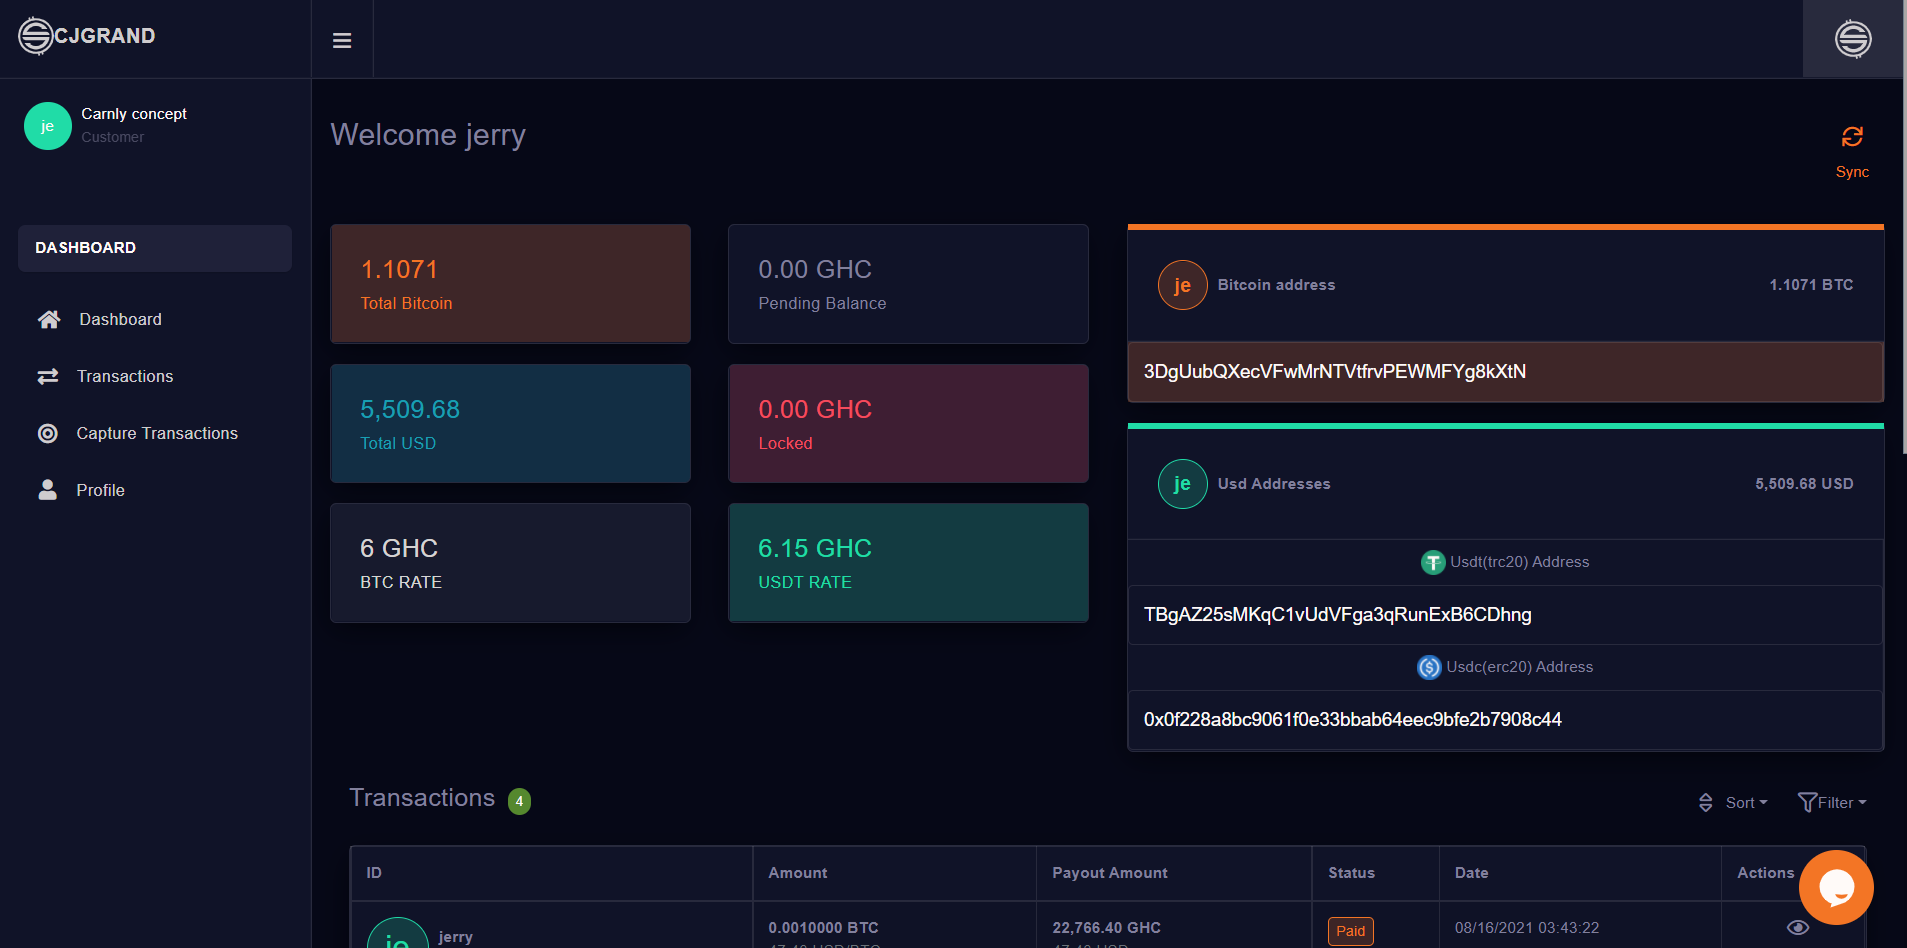 CJGRAND
je
Carnly concept
Customer
DASHBOARD
Dashboard
Transactions
Capture Transactions
Profile
Welcome jerry
Sync
1.1071
Total Bitcoin
0.00 GHC
Pending Balance
5,509.68
Total USD
0.00 GHC
Locked
6 GHC
BTC RATE
6.15 GHC
USDT RATE
je
Bitcoin address
1.1071 BTC
3DgUubQXecVFwMrNTVtfrvPEWMFYg8kXtN
je
Usd Addresses
5,509.68 USD
Usdt(trc20) Address
TBgAZ25sMKqC1vUdVFga3qRunExB6CDhng
Usdc(erc20) Address
0x0f228a8bc9061f0e33bbab64eec9bfe2b7908c44
Transactions 4
Sort
Filter
ID Amount Payout Amount Status Date Actions
je
jerry
0.0010000 BTC
22,766.40 GHC
Paid
08/16/2021 03:43:22